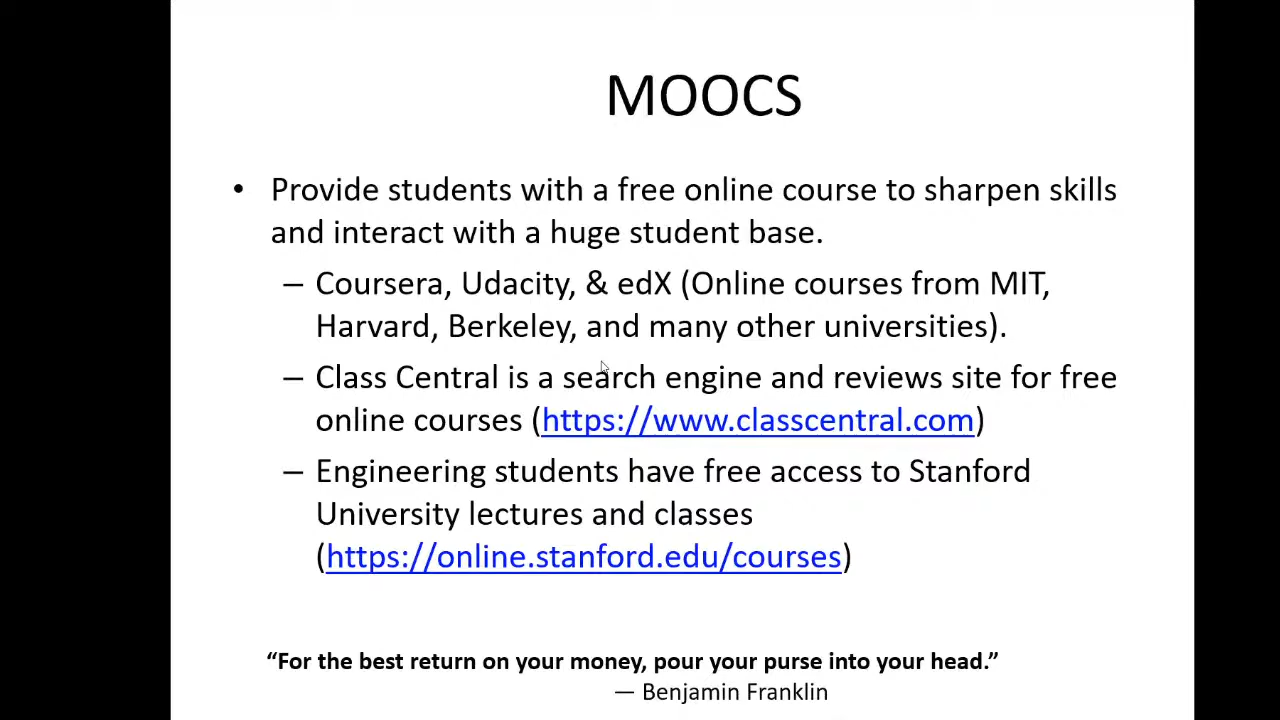 MOOCS
• Provide students with a free online course to sharpen skills
and interact with a huge student base.
– Coursera, Udacity, & edX (Online courses from MIT,
Harvard, Berkeley, and many other universities).
– Class Central is a search engine and reviews site for free
online courses (https://www.classcentral.com)
– Engineering students have free access to Stanford
University lectures and classes
(https://online.stanford.edu/courses)
“For the best return on your money, pour your purse into your head.”
— Benjamin Franklin